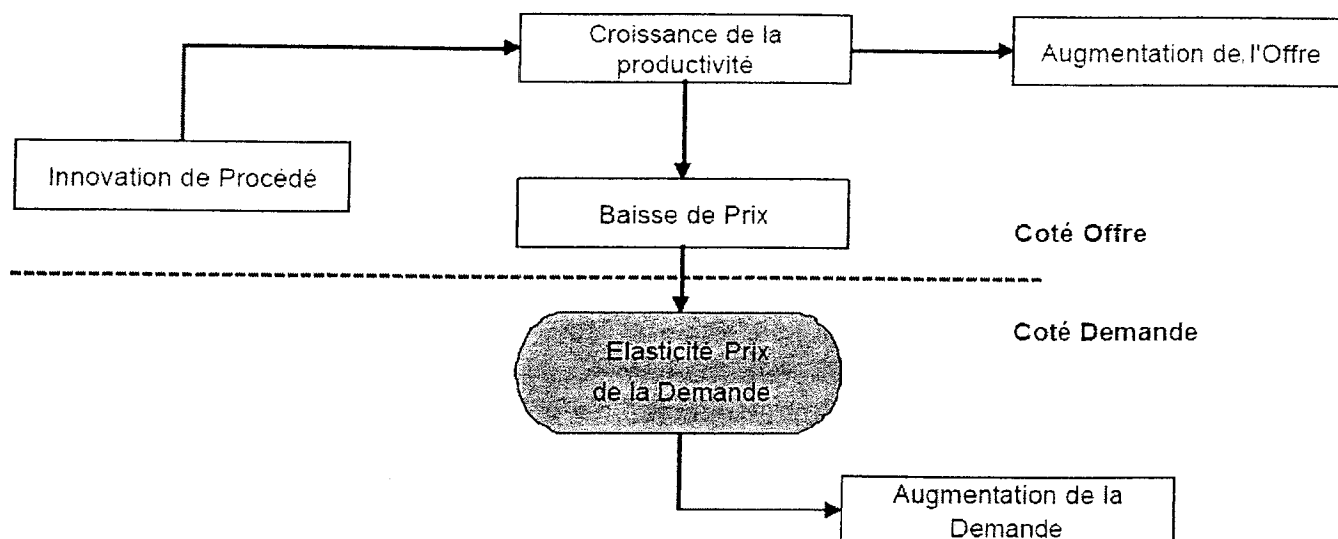 Croissance de la
productivité
Augmentation de l'Offre
Innovation de Procédé
Baisse de Prix
Coté Offre
Coté Demande
Elasticité Prix
de la Demande
Augmentation de la
Demande